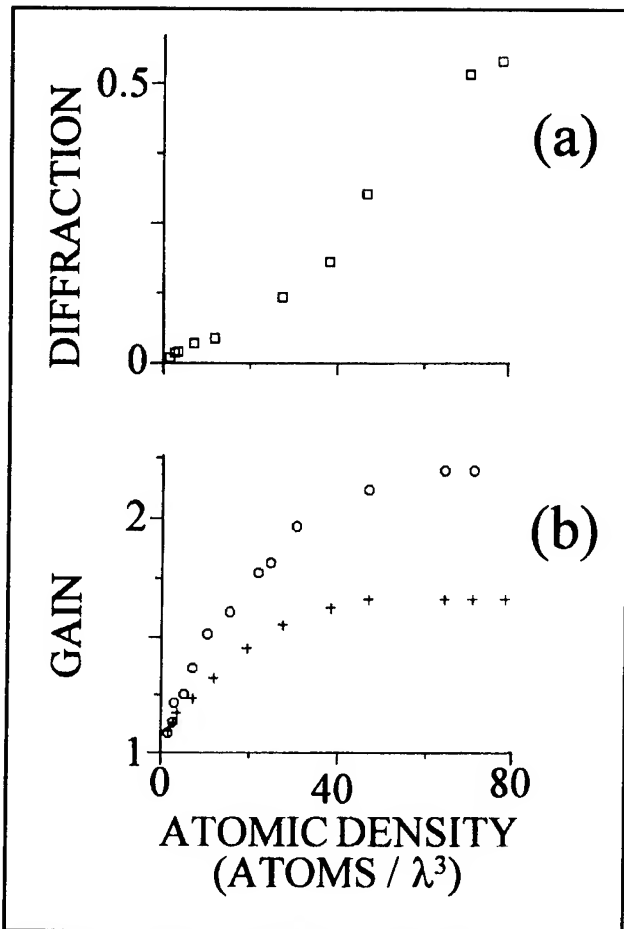 DIFFRACTION
0.5
0
(a)
GAIN
2
1
(b)
0 40 80
ATOMIC DENSITY
(ATOMS / λ³)